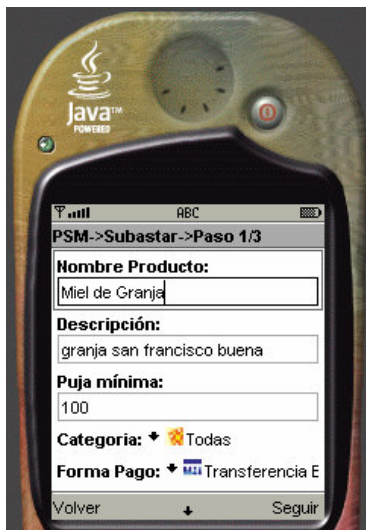 Java™
POWERED
ABC
PSM->Subastar->Paso 1/3
Nombre Producto:
Miel de Granja
Descripción:
granja san francisco buena
Puja mínima:
100
Categoria: Todas
Forma Pago: Transferencia E
Volver Seguir